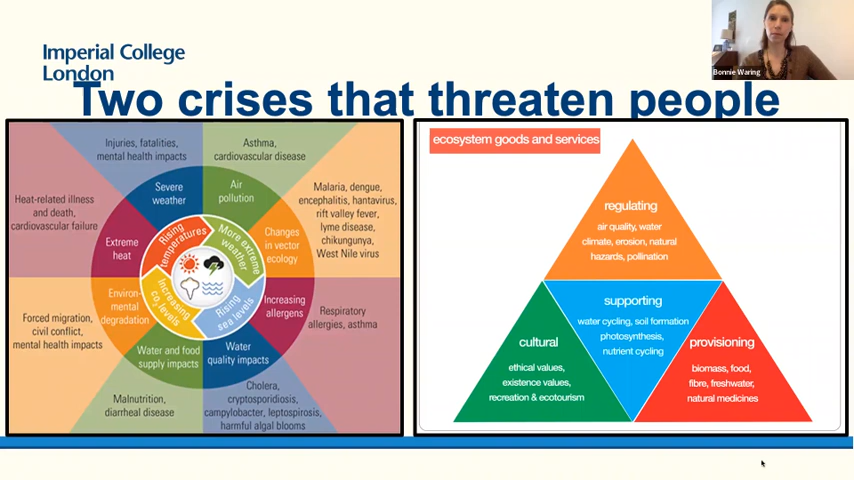 Imperial College
London
Bonnie Waring
Two crises that threaten people
Injuries, fatalities,
mental health impacts
Asthma,
cardiovascular disease
Severe
weather
Air
pollution
Heat-related illness
and death,
cardiovascular failure
Malaria, dengue,
encephalitis, hantavirus,
rift valley fever,
lyme disease,
chikungunya,
West Nile virus
Extreme
heat
Changes
in vector
ecology
Rising
temperatures
More extreme
weather
Increasing
CO2 levels
Rising
sea levels
Environ-
mental
degradation
Increasing
allergens
Forced migration,
civil conflict,
mental health impacts
Respiratory
allergies, asthma
Water and food
supply impacts
Water
quality impacts
Malnutrition,
diarrheal disease
Cholera,
cryptosporidiosis,
campylobacter, leptospirosis,
harmful algal blooms
ecosystem goods and services
regulating
air quality, water
climate, erosion, natural
hazards, pollination
supporting
water cycling, soil formation
photosynthesis,
nutrient cycling
cultural
ethical values,
existence values,
recreation & ecotourism
provisioning
biomass, food,
fibre, freshwater,
natural medicines